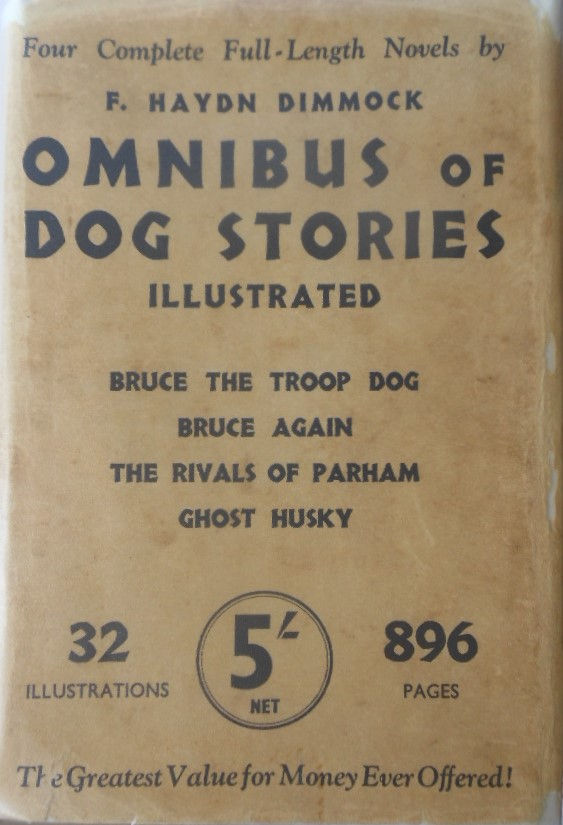 Four Complete Full-Length Novels by
F. HAYDN DIMMOCK
OMNIBUS OF
DOG STORIES
ILLUSTRATED
BRUCE THE TROOP DOG
BRUCE AGAIN
THE RIVALS OF PARHAM
GHOST HUSKY
32
ILLUSTRATIONS
5/-
NET
896
PAGES
The Greatest Value for Money Ever Offered!